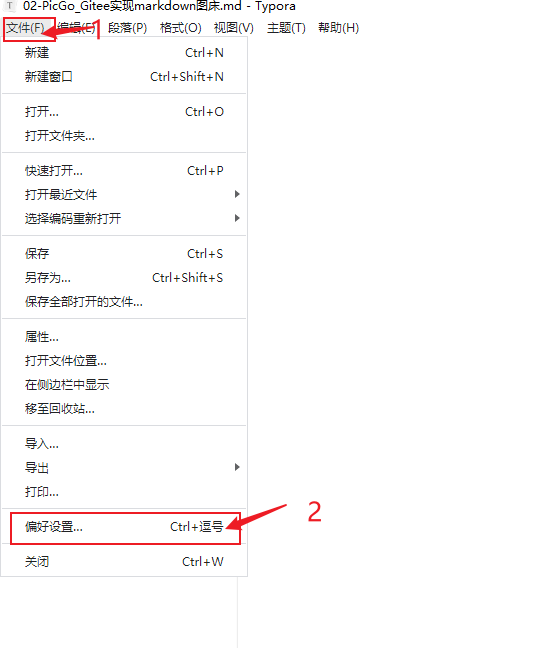 T 02-PicGo_Gitee实现markdown图床.md - Typora
文件(F) 编辑(E) 段落(P) 格式(O) 视图(V) 主题(T) 帮助(H)
1
新建 Ctrl+N
新建窗口 Ctrl+Shift+N
打开... Ctrl+O
打开文件夹...
快速打开... Ctrl+P
打开最近文件
选择编码重新打开
保存 Ctrl+S
另存为... Ctrl+Shift+S
保存全部打开的文件...
属性...
打开文件位置...
在侧边栏中显示
移至回收站...
导入...
导出
打印...
偏好设置... Ctrl+逗号
2
关闭 Ctrl+W